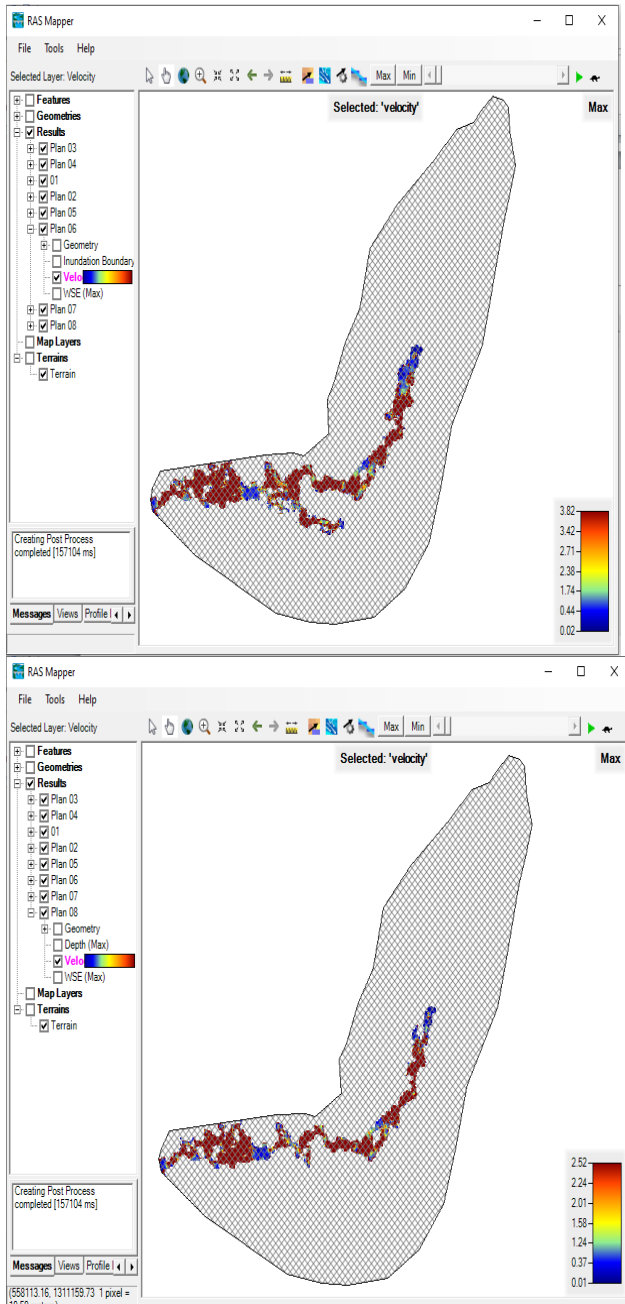 RAS Mapper
File Tools Help
Selected Layer: Velocity
Max Min
Features
Geometries
Results
Plan 03
Plan 04
01
Plan 02
Plan 05
Plan 06
Geometry
Inundation Boundary
Velo
WSE (Max)
Plan 07
Plan 08
Map Layers
Terrains
Terrain
Creating Post Process
completed [157104 ms]
Messages Views Profile
Selected: 'velocity'
Max
3.82
3.42
2.71
2.38
1.74
0.44
0.02
RAS Mapper
File Tools Help
Selected Layer: Velocity
Max Min
Features
Geometries
Results
Plan 03
Plan 04
01
Plan 02
Plan 05
Plan 06
Plan 07
Plan 08
Geometry
Depth (Max)
Velo
WSE (Max)
Map Layers
Terrains
Terrain
Creating Post Process
completed [157104 ms]
Messages Views Profile
(558113.16, 1311159.73 1 pixel =
Selected: 'velocity'
Max
2.52
2.24
2.01
1.58
1.24
0.37
0.01